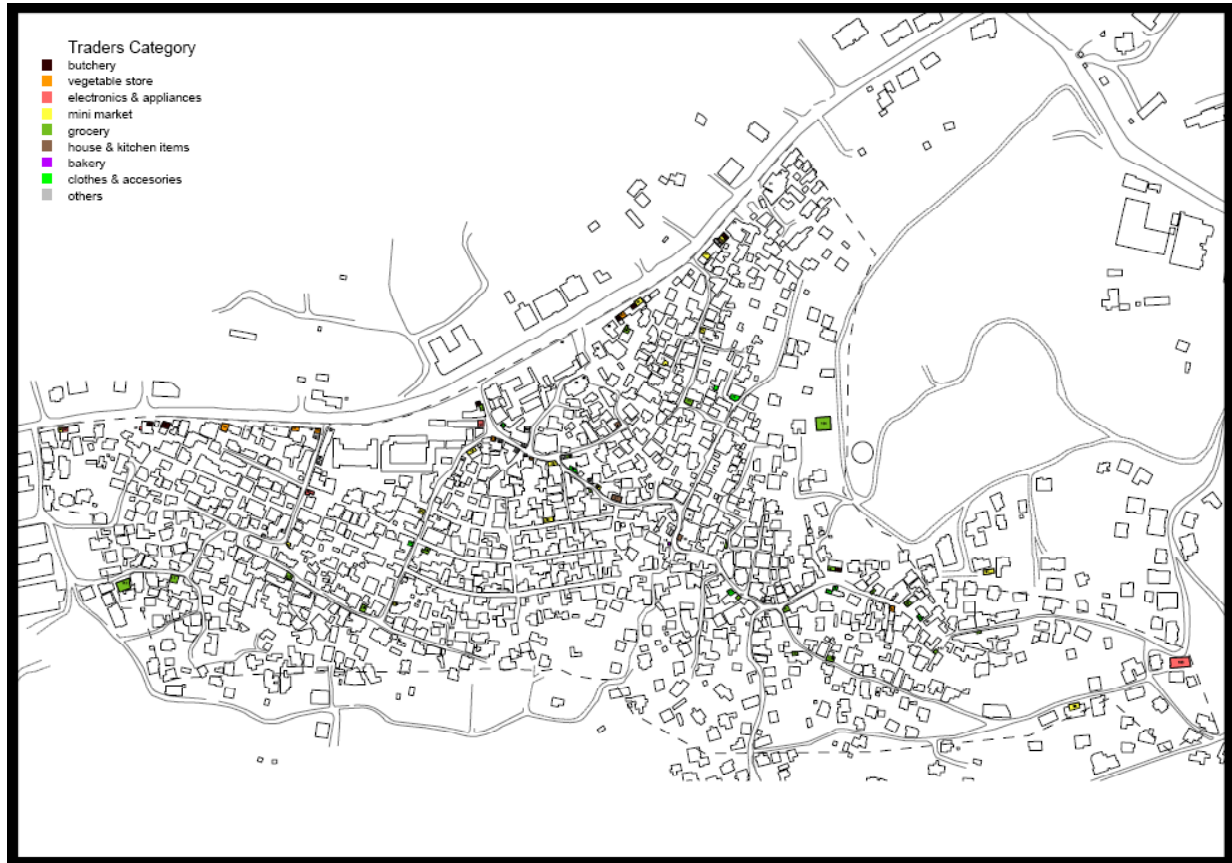 Traders Category
butchery
vegetable store
electronics & appliances
mini market
grocery
house & kitchen items
bakery
clothes & accesories
others